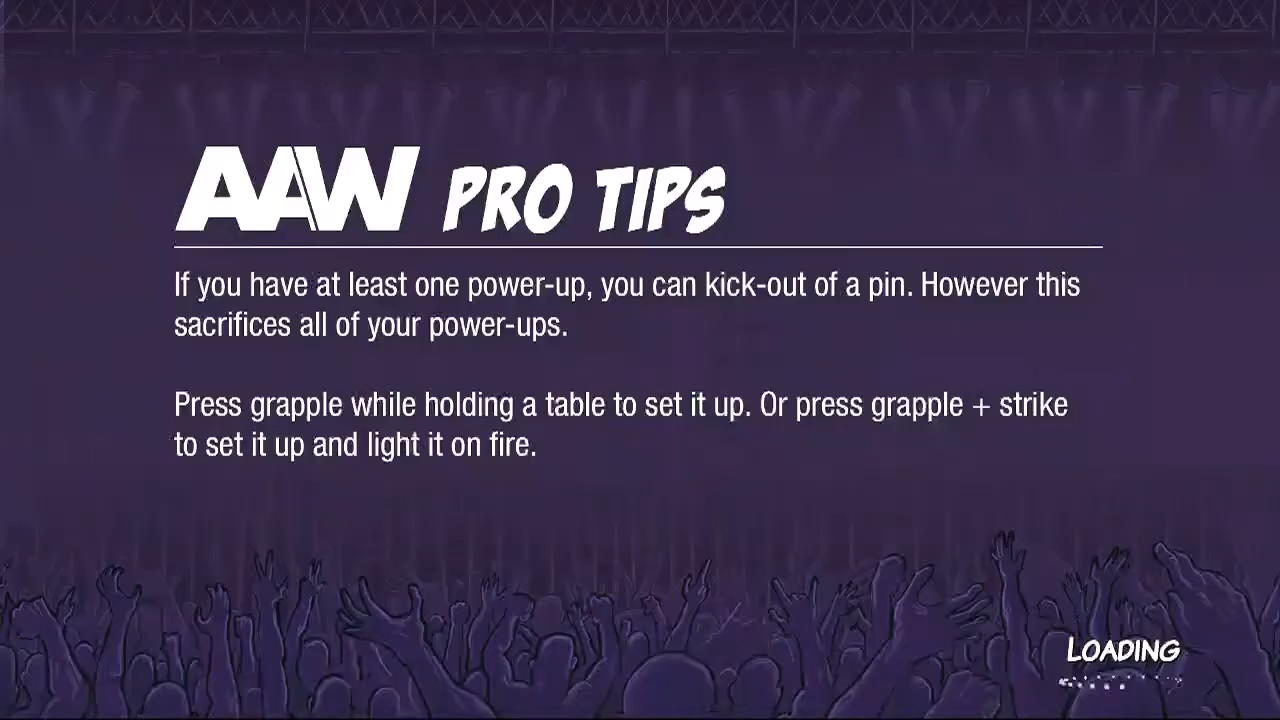 AAW PRO TIPS
If you have at least one power-up, you can kick-out of a pin. However this
sacrifices all of your power-ups.
Press grapple while holding a table to set it up. Or press grapple + strike
to set it up and light it on fire.
LOADING